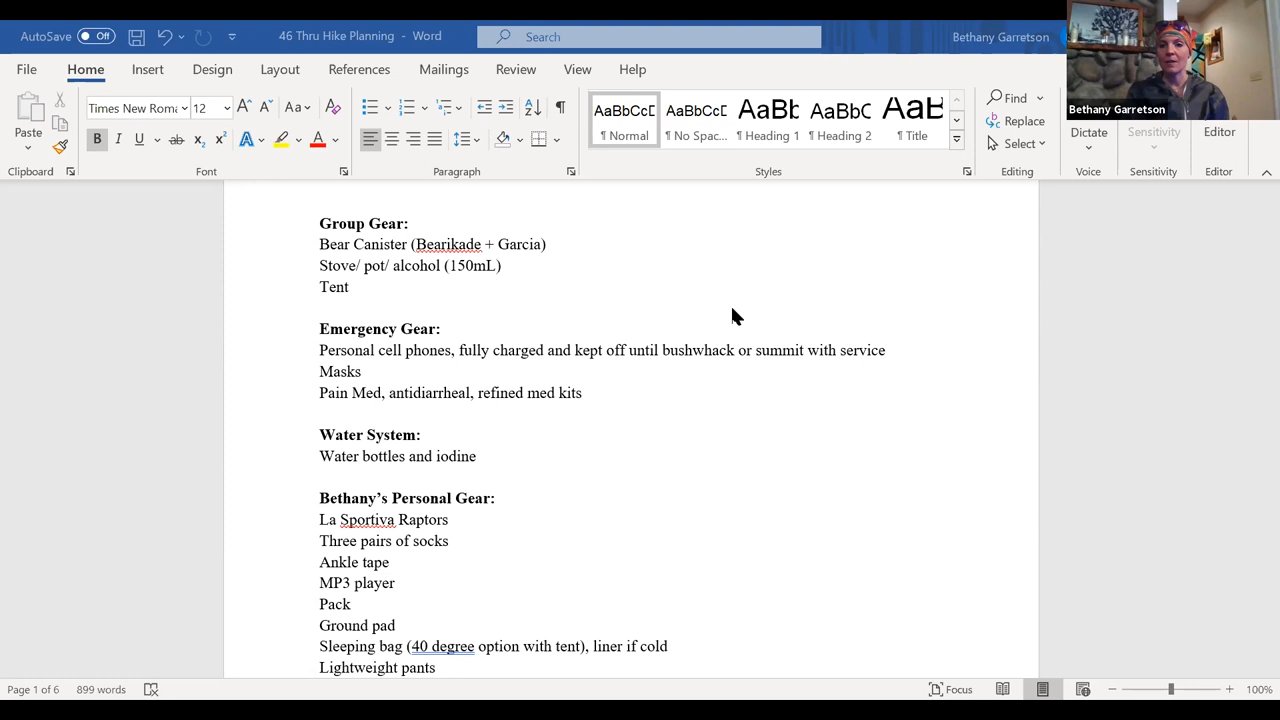 AutoSave Off
46 Thru Hike Planning - Word
Search
Bethany Garretson
File Home Insert Design Layout References Mailings Review View Help
Bethany Garretson
Paste
Clipboard
Times New Roma 12
B I U ab x₂ x² A A
Font
Paragraph
AaBbCcD AaBbCcD AaBb AaBbC AaB
¶ Normal ¶ No Spac... ¶ Heading 1 ¶ Heading 2 ¶ Title
Styles
Find
Replace
Select
Editing
Dictate
Voice
Sensitivity
Sensitivity
Editor
Editor
Group Gear:
Bear Canister (Bearikade + Garcia)
Stove/ pot/ alcohol (150mL)
Tent
Emergency Gear:
Personal cell phones, fully charged and kept off until bushwhack or summit with service
Masks
Pain Med, antidiarrheal, refined med kits
Water System:
Water bottles and iodine
Bethany’s Personal Gear:
La Sportiva Raptors
Three pairs of socks
Ankle tape
MP3 player
Pack
Ground pad
Sleeping bag (40 degree option with tent), liner if cold
Lightweight pants
Page 1 of 6 899 words
Focus
100%